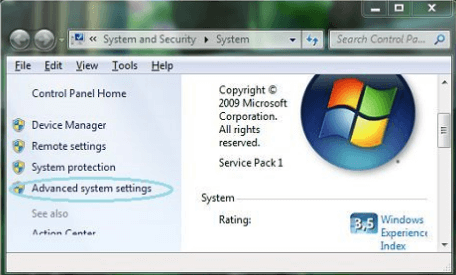 « System and Security ▸ System
Search Control Pa...
File Edit View Tools Help
Control Panel Home
Device Manager
Remote settings
System protection
Advanced system settings
See also
Action Center
Copyright ©
2009 Microsoft
Corporation.
All rights
reserved.
Service Pack 1
System
Rating:
3,5
Windows
Experience
Index